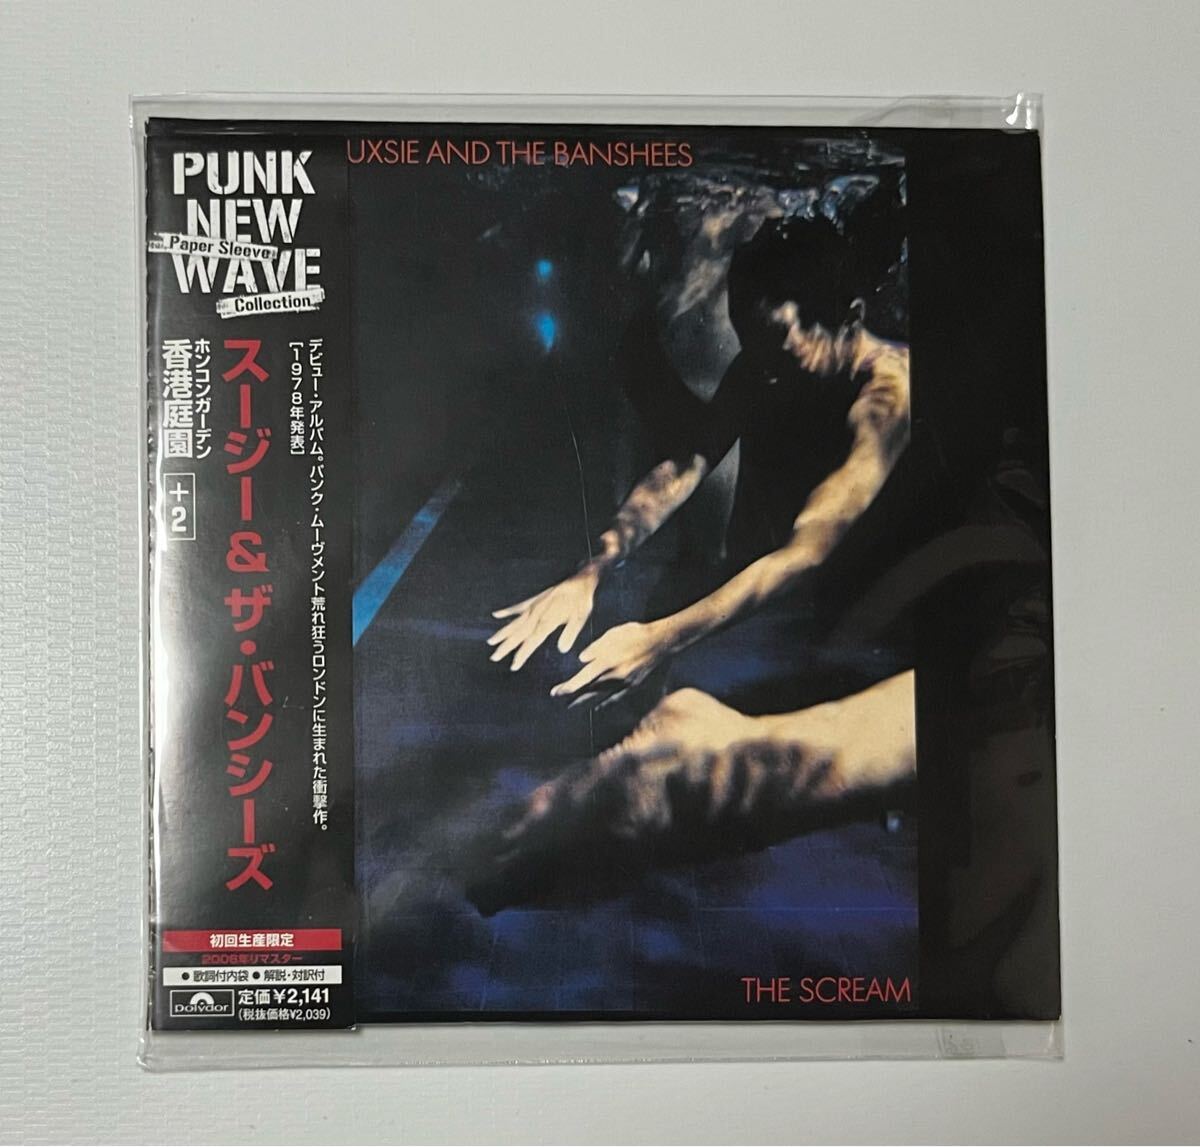 PUNK
NEW
Paper Sleeve
WAVE
Collection
UXSIE AND THE BANSHEES
デビュー・アルバム。パンク・ムーヴメント荒れ狂うロンドンに生まれた衝撃作。
[1978年発表]
スージー&ザ・バンシーズ
ホンコンガーデン
香港庭園
+2
初回生産限定
2006年リマスター
●歌詞付内袋 ●解説・対訳付
polydor
定価¥2,141
(税抜価格¥2,039)
THE SCREAM